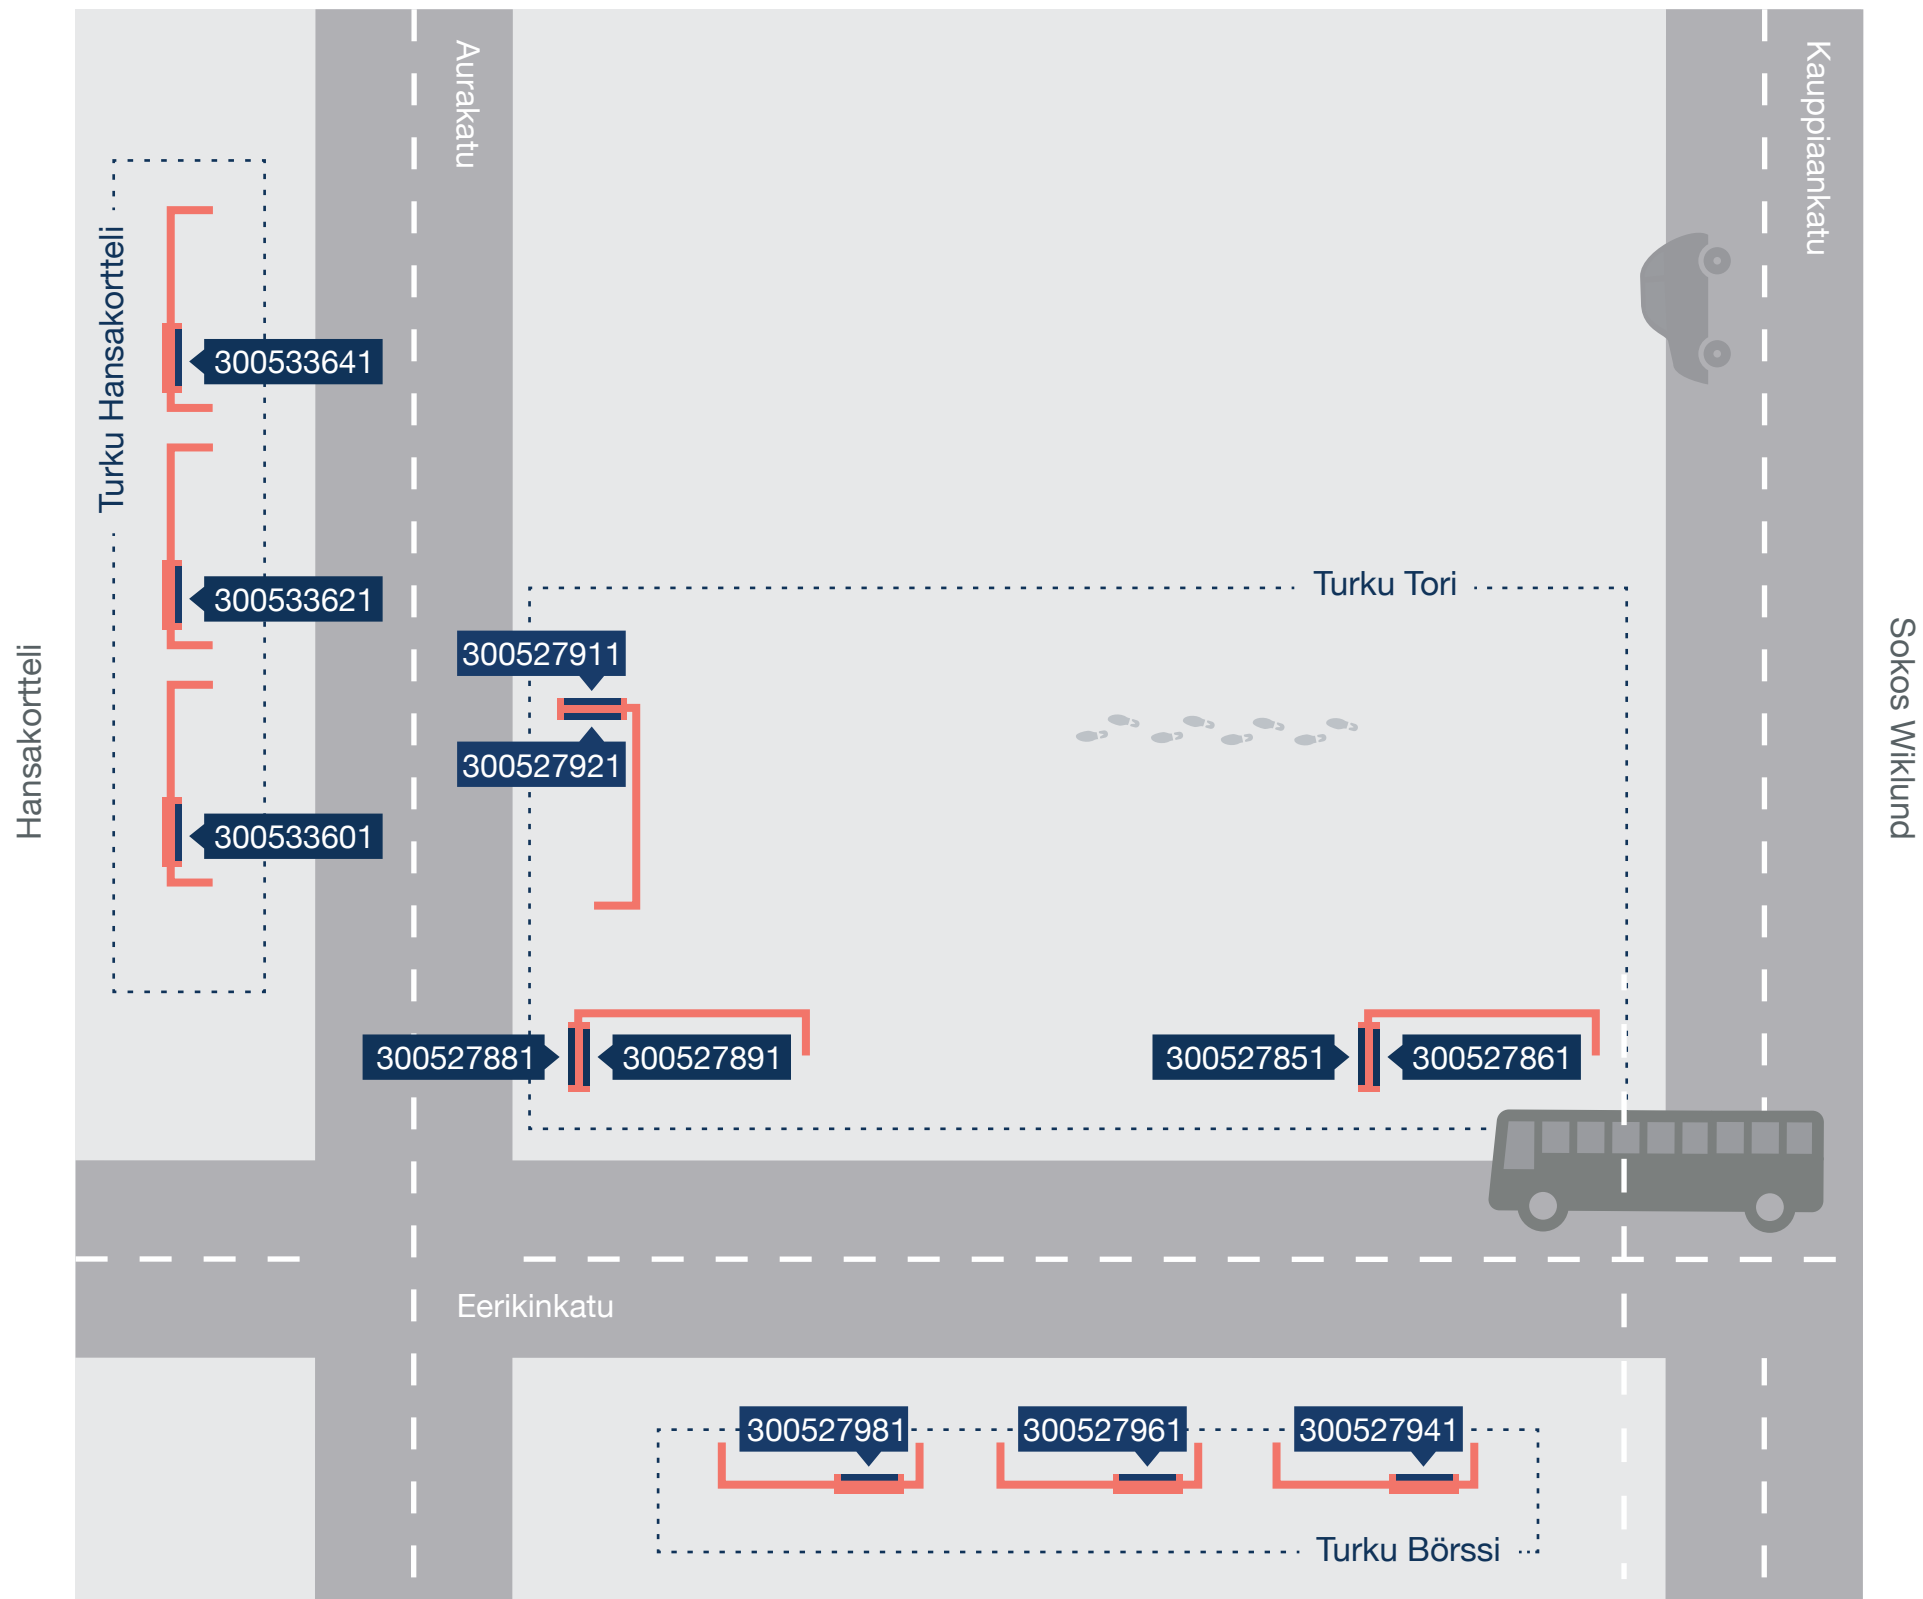 Aurakatu
Kauppiaankatu
Turku Hansakortteli
300533641
300533621
300533601
Hansakortteli
Turku Tori
300527911
300527921
Sokos Wiklund
300527881
300527891
300527851
300527861
Eerikinkatu
300527981
300527961
300527941
Turku Börssi